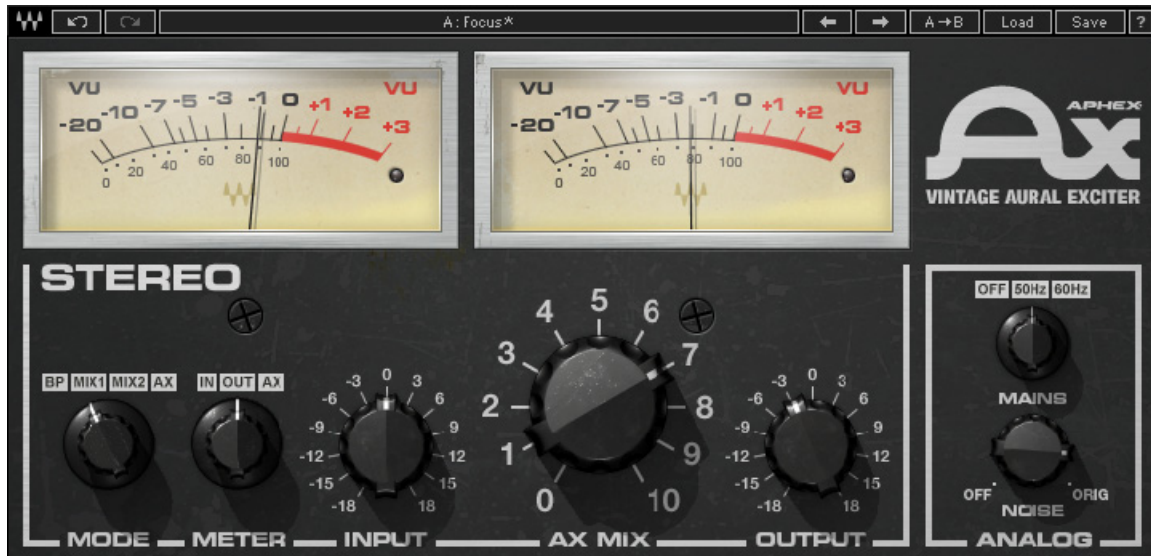 A:Focus*
A→B
Load
Save
?
VU
-20 -10 -7 -5 -3 -1 0 +1 +2 +3
VU
0 20 40 60 80 100
VU
-20 -10 -7 -5 -3 -1 0 +1 +2 +3
VU
0 20 40 60 80 100
APHEX
Ax
VINTAGE AURAL EXCITER
STEREO
BP MIX1 MIX2 AX
MODE
IN OUT AX
METER
-18 -15 -12 -9 -6 -3 0 3 6 9 12 15 18
INPUT
0 1 2 3 4 5 6 7 8 9 10
AX MIX
-18 -15 -12 -9 -6 -3 0 3 6 9 12 15 18
OUTPUT
OFF 50Hz 60Hz
MAINS
OFF ORIG
NOISE
ANALOG